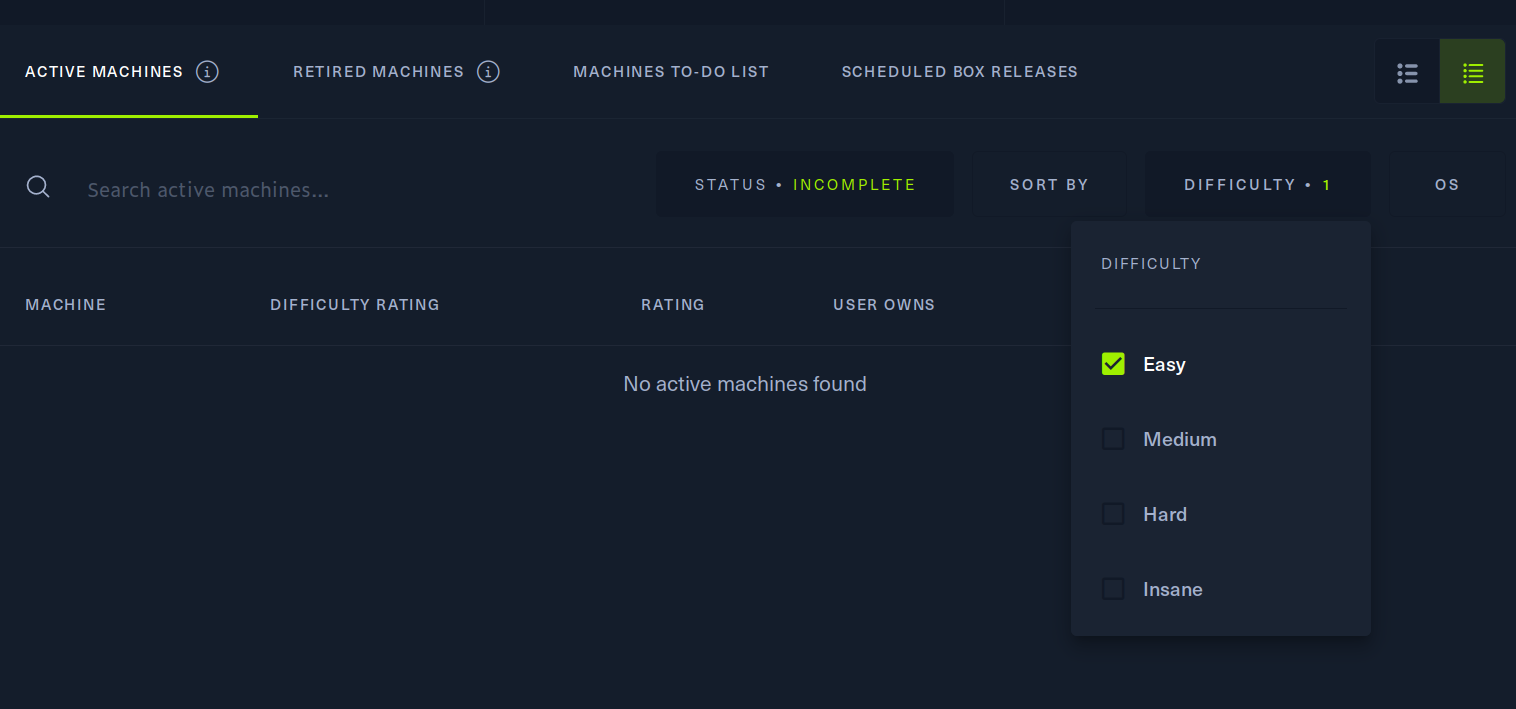 ACTIVE MACHINES
RETIRED MACHINES
MACHINES TO-DO LIST
SCHEDULED BOX RELEASES
Search active machines...
STATUS • INCOMPLETE
SORT BY
DIFFICULTY • 1
OS
DIFFICULTY
MACHINE
DIFFICULTY RATING
RATING
USER OWNS
No active machines found
Easy
Medium
Hard
Insane